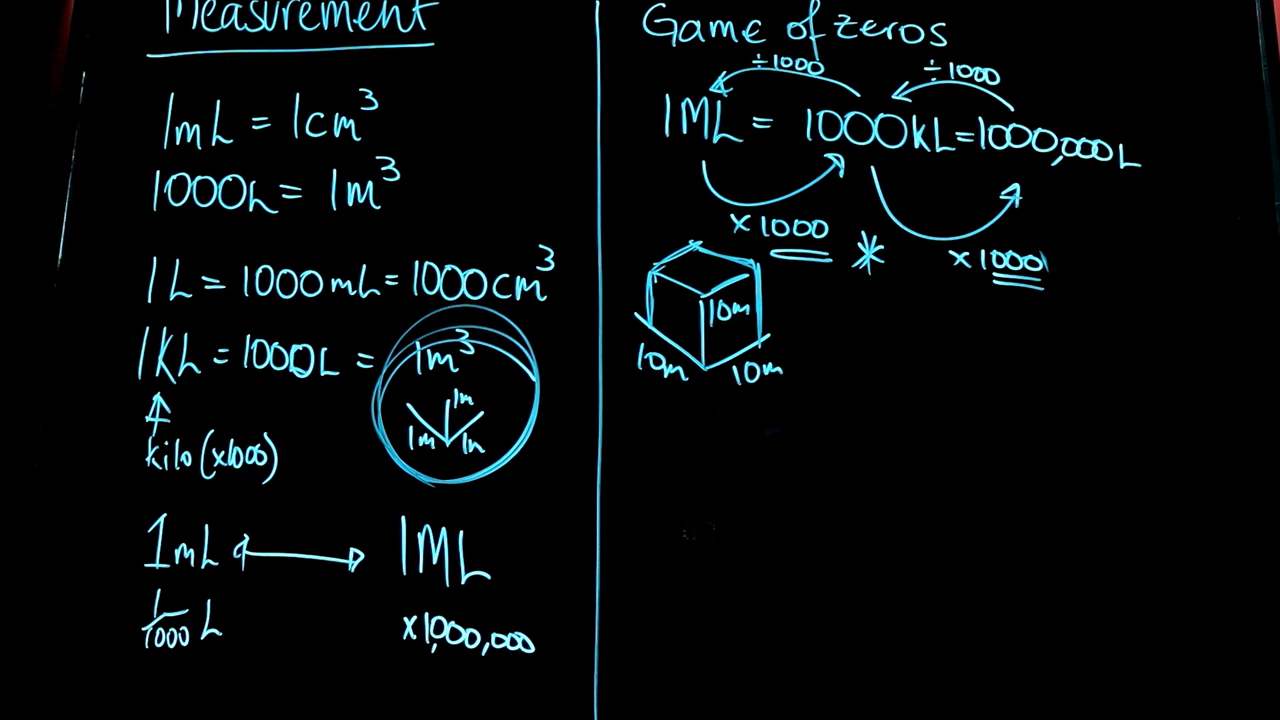 Measurement
1mL = 1cm³
1000L = 1m³
1L = 1000mL = 1000cm³
1KL = 1000L = 1m³
1m
1m
1m
kilo (x1000)
1mL ↔ 1ML
1/1000 L
x1,000,000
Game of zeros
÷1000
÷1000
1ML = 1000kL = 1000,000L
x1000 *
x1000
10m
10m
10m